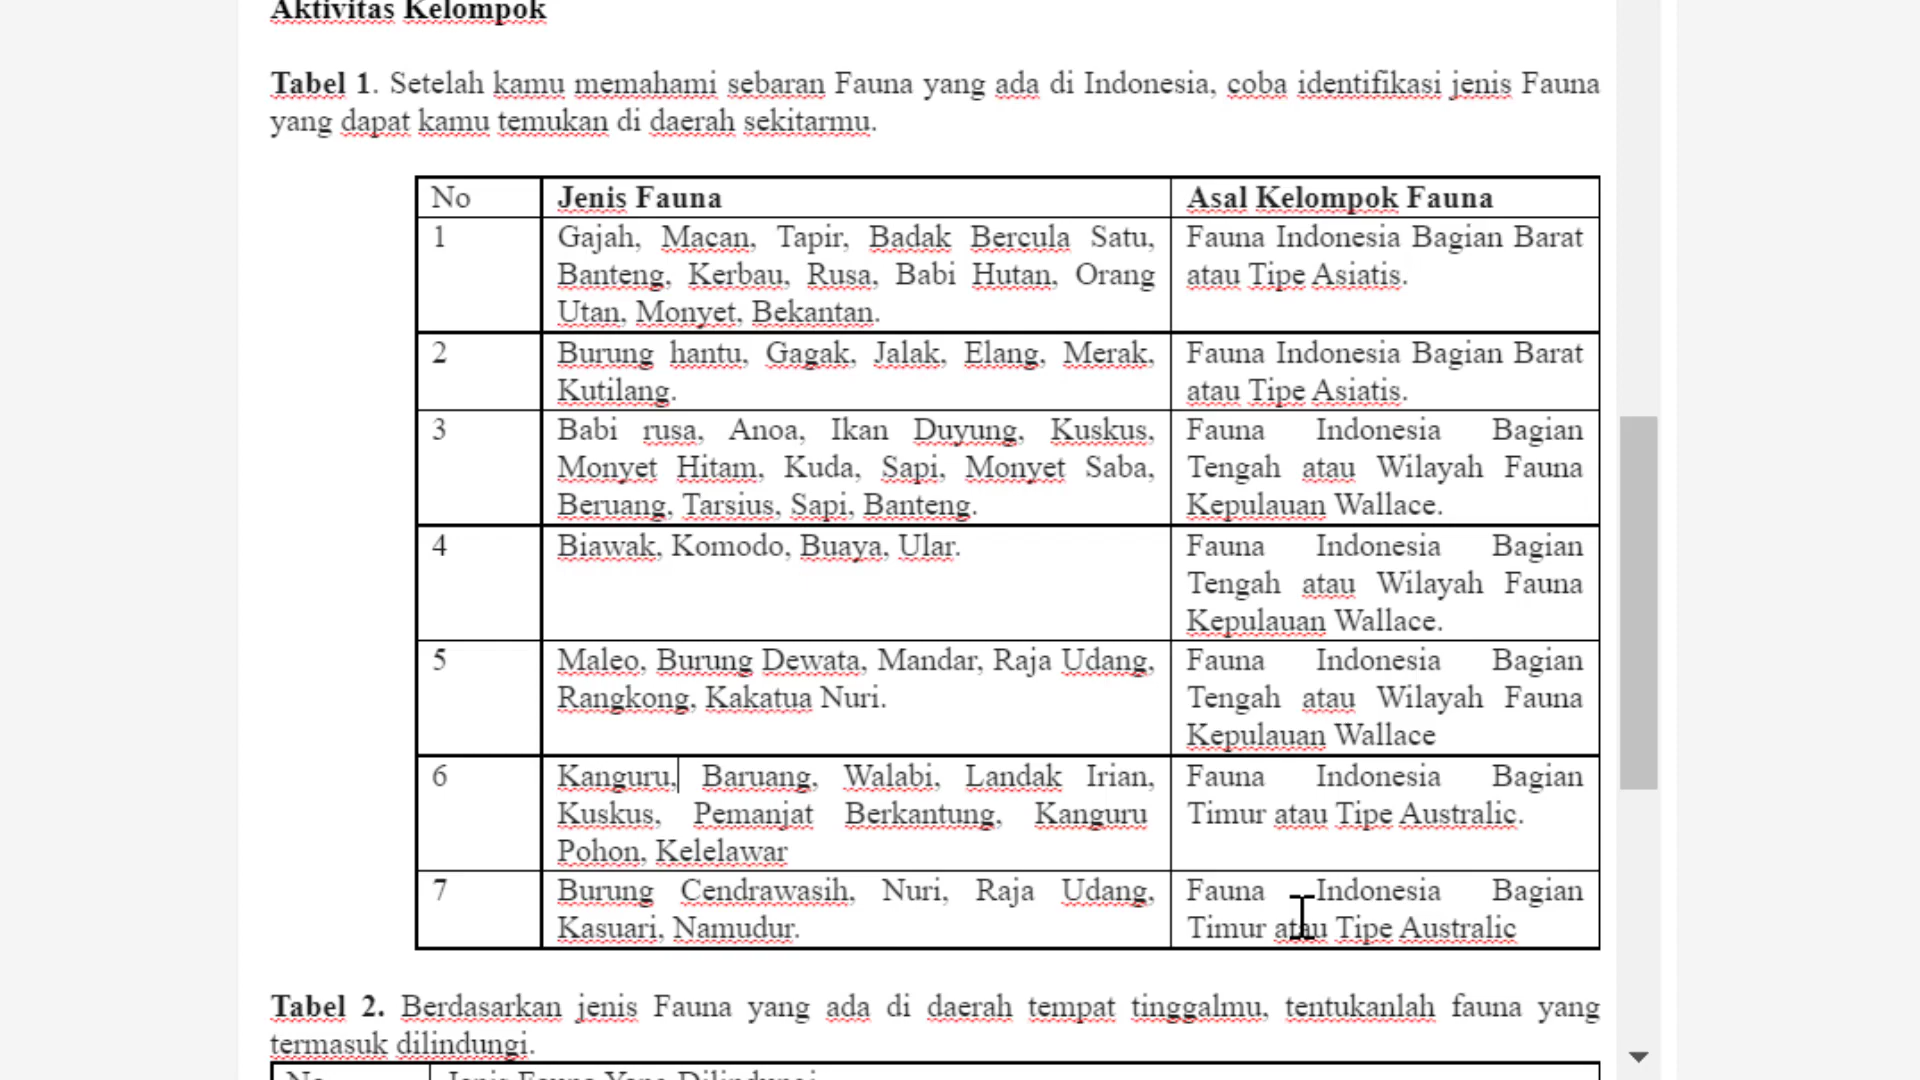 Aktivitas Kelompok
Tabel 1. Setelah kamu memahami sebaran Fauna yang ada di Indonesia, coba identifikasi jenis Fauna
yang dapat kamu temukan di daerah sekitarmu.
No Jenis Fauna Asal Kelompok Fauna
1 Gajah, Macan, Tapir, Badak Bercula Satu, Fauna Indonesia Bagian Barat
Banteng, Kerbau, Rusa, Babi Hutan, Orang atau Tipe Asiatis.
Utan, Monyet, Bekantan.
2 Burung hantu, Gagak, Jalak, Elang, Merak, Fauna Indonesia Bagian Barat
Kutilang. atau Tipe Asiatis.
3 Babi rusa, Anoa, Ikan Duyung, Kuskus, Fauna Indonesia Bagian
Monyet Hitam, Kuda, Sapi, Monyet Saba, Tengah atau Wilayah Fauna
Beruang, Tarsius, Sapi, Banteng. Kepulauan Wallace.
4 Biawak, Komodo, Buaya, Ular. Fauna Indonesia Bagian
Tengah atau Wilayah Fauna
Kepulauan Wallace.
5 Maleo, Burung Dewata, Mandar, Raja Udang, Fauna Indonesia Bagian
Rangkong, Kakatua Nuri. Tengah atau Wilayah Fauna
Kepulauan Wallace
6 Kanguru, Baruang, Walabi, Landak Irian, Fauna Indonesia Bagian
Kuskus, Pemanjat Berkantung, Kanguru Timur atau Tipe Australic.
Pohon, Kelelawar
7 Burung Cendrawasih, Nuri, Raja Udang, Fauna Indonesia Bagian
Kasuari, Namudur. Timur atau Tipe Australic
Tabel 2. Berdasarkan jenis Fauna yang ada di daerah tempat tinggalmu, tentukanlah fauna yang
termasuk dilindungi.
No Jenis Fauna Yang Dilindungi